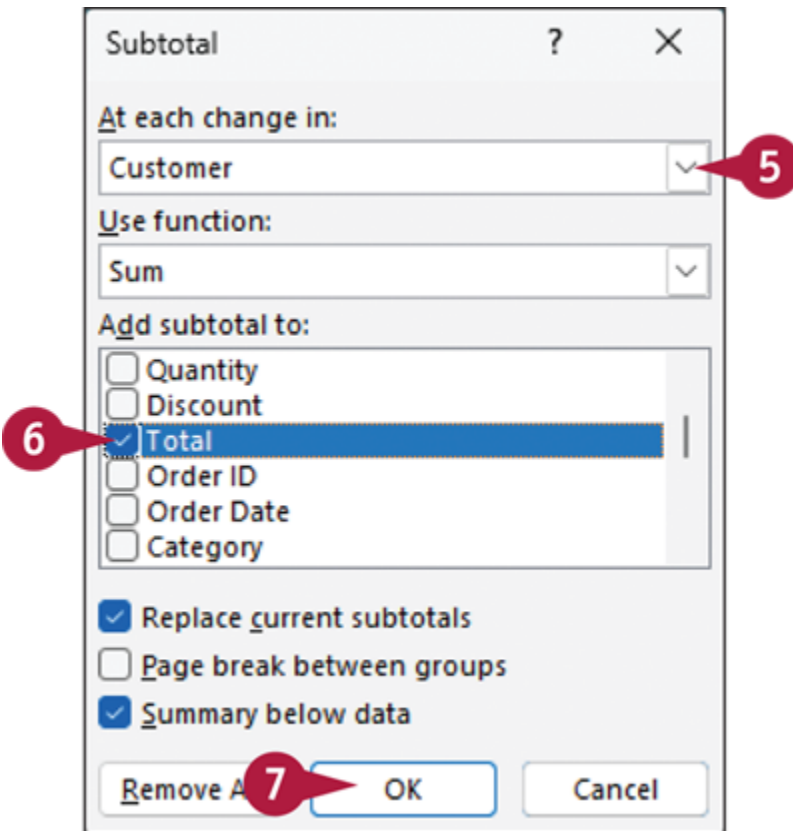 Subtotal ? ×
At each change in:
Customer
5
Use function:
Sum
Add subtotal to:
Quantity
Discount
6
Total
Order ID
Order Date
Category
Replace current subtotals
Page break between groups
Summary below data
Remove A 7 OK Cancel